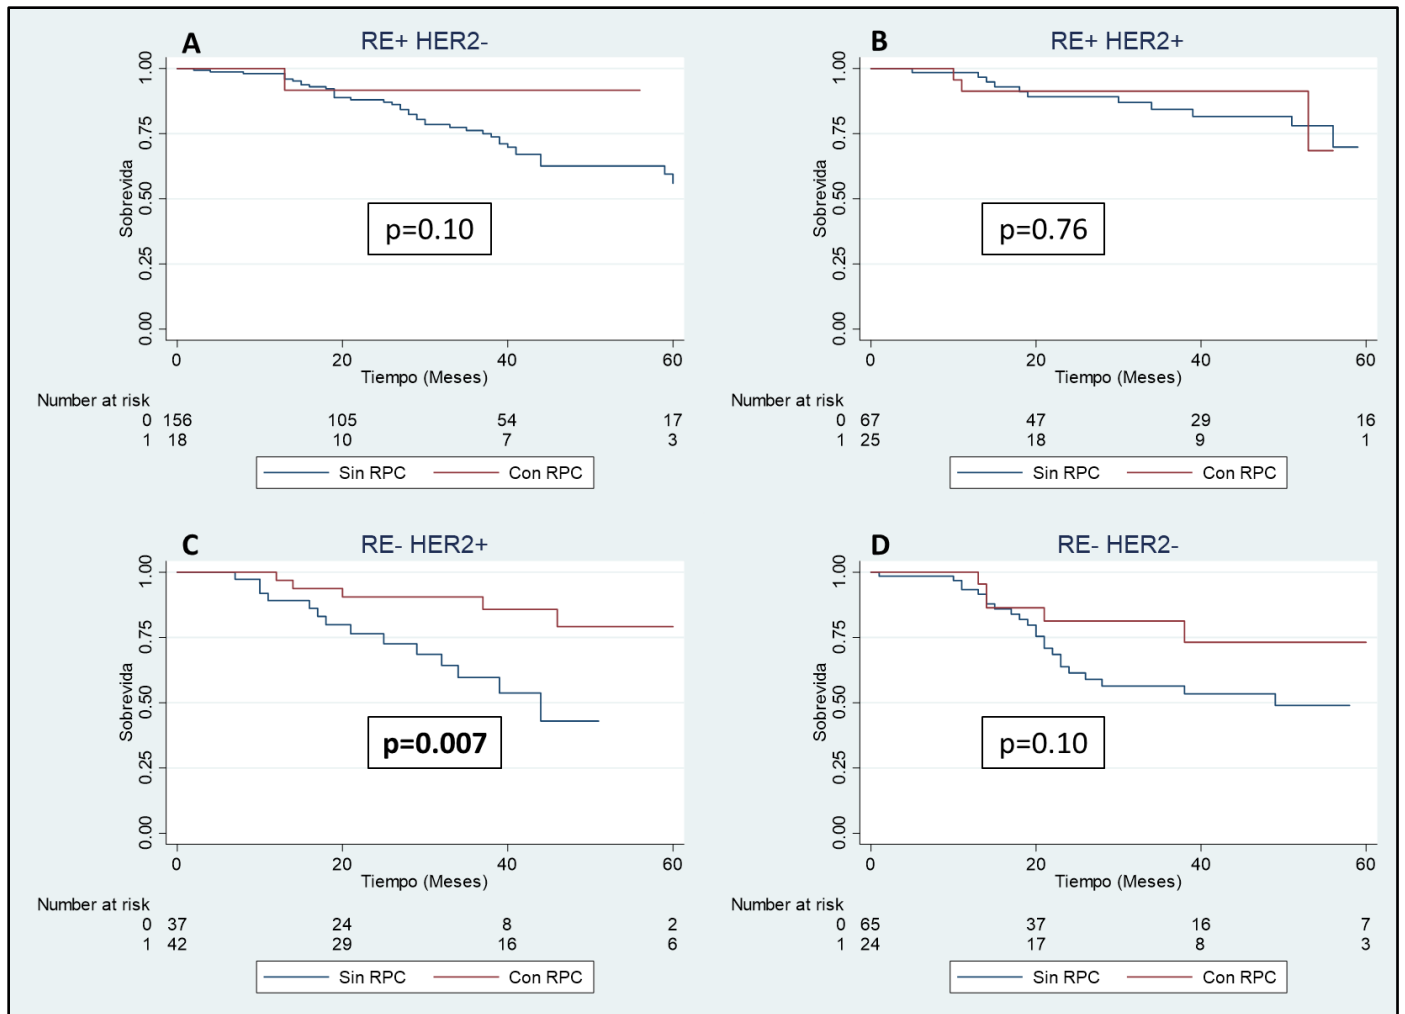 A RE+ HER2-
1.00
0.75
0.50
0.25
0.00
Sobrevida
p=0.10
0 20 40 60
Tiempo (Meses)
Number at risk
0 156 105 54 17
1 18 10 7 3
Sin RPC Con RPC
B RE+ HER2+
1.00
0.75
0.50
0.25
0.00
Sobrevida
p=0.76
0 20 40 60
Tiempo (Meses)
Number at risk
0 67 47 29 16
1 25 18 9 1
Sin RPC Con RPC
C RE- HER2+
1.00
0.75
0.50
0.25
0.00
Sobrevida
p=0.007
0 20 40 60
Tiempo (Meses)
Number at risk
0 37 24 8 2
1 42 29 16 6
Sin RPC Con RPC
D RE- HER2-
1.00
0.75
0.50
0.25
0.00
Sobrevida
p=0.10
0 20 40 60
Tiempo (Meses)
Number at risk
0 65 37 16 7
1 24 17 8 3
Sin RPC Con RPC